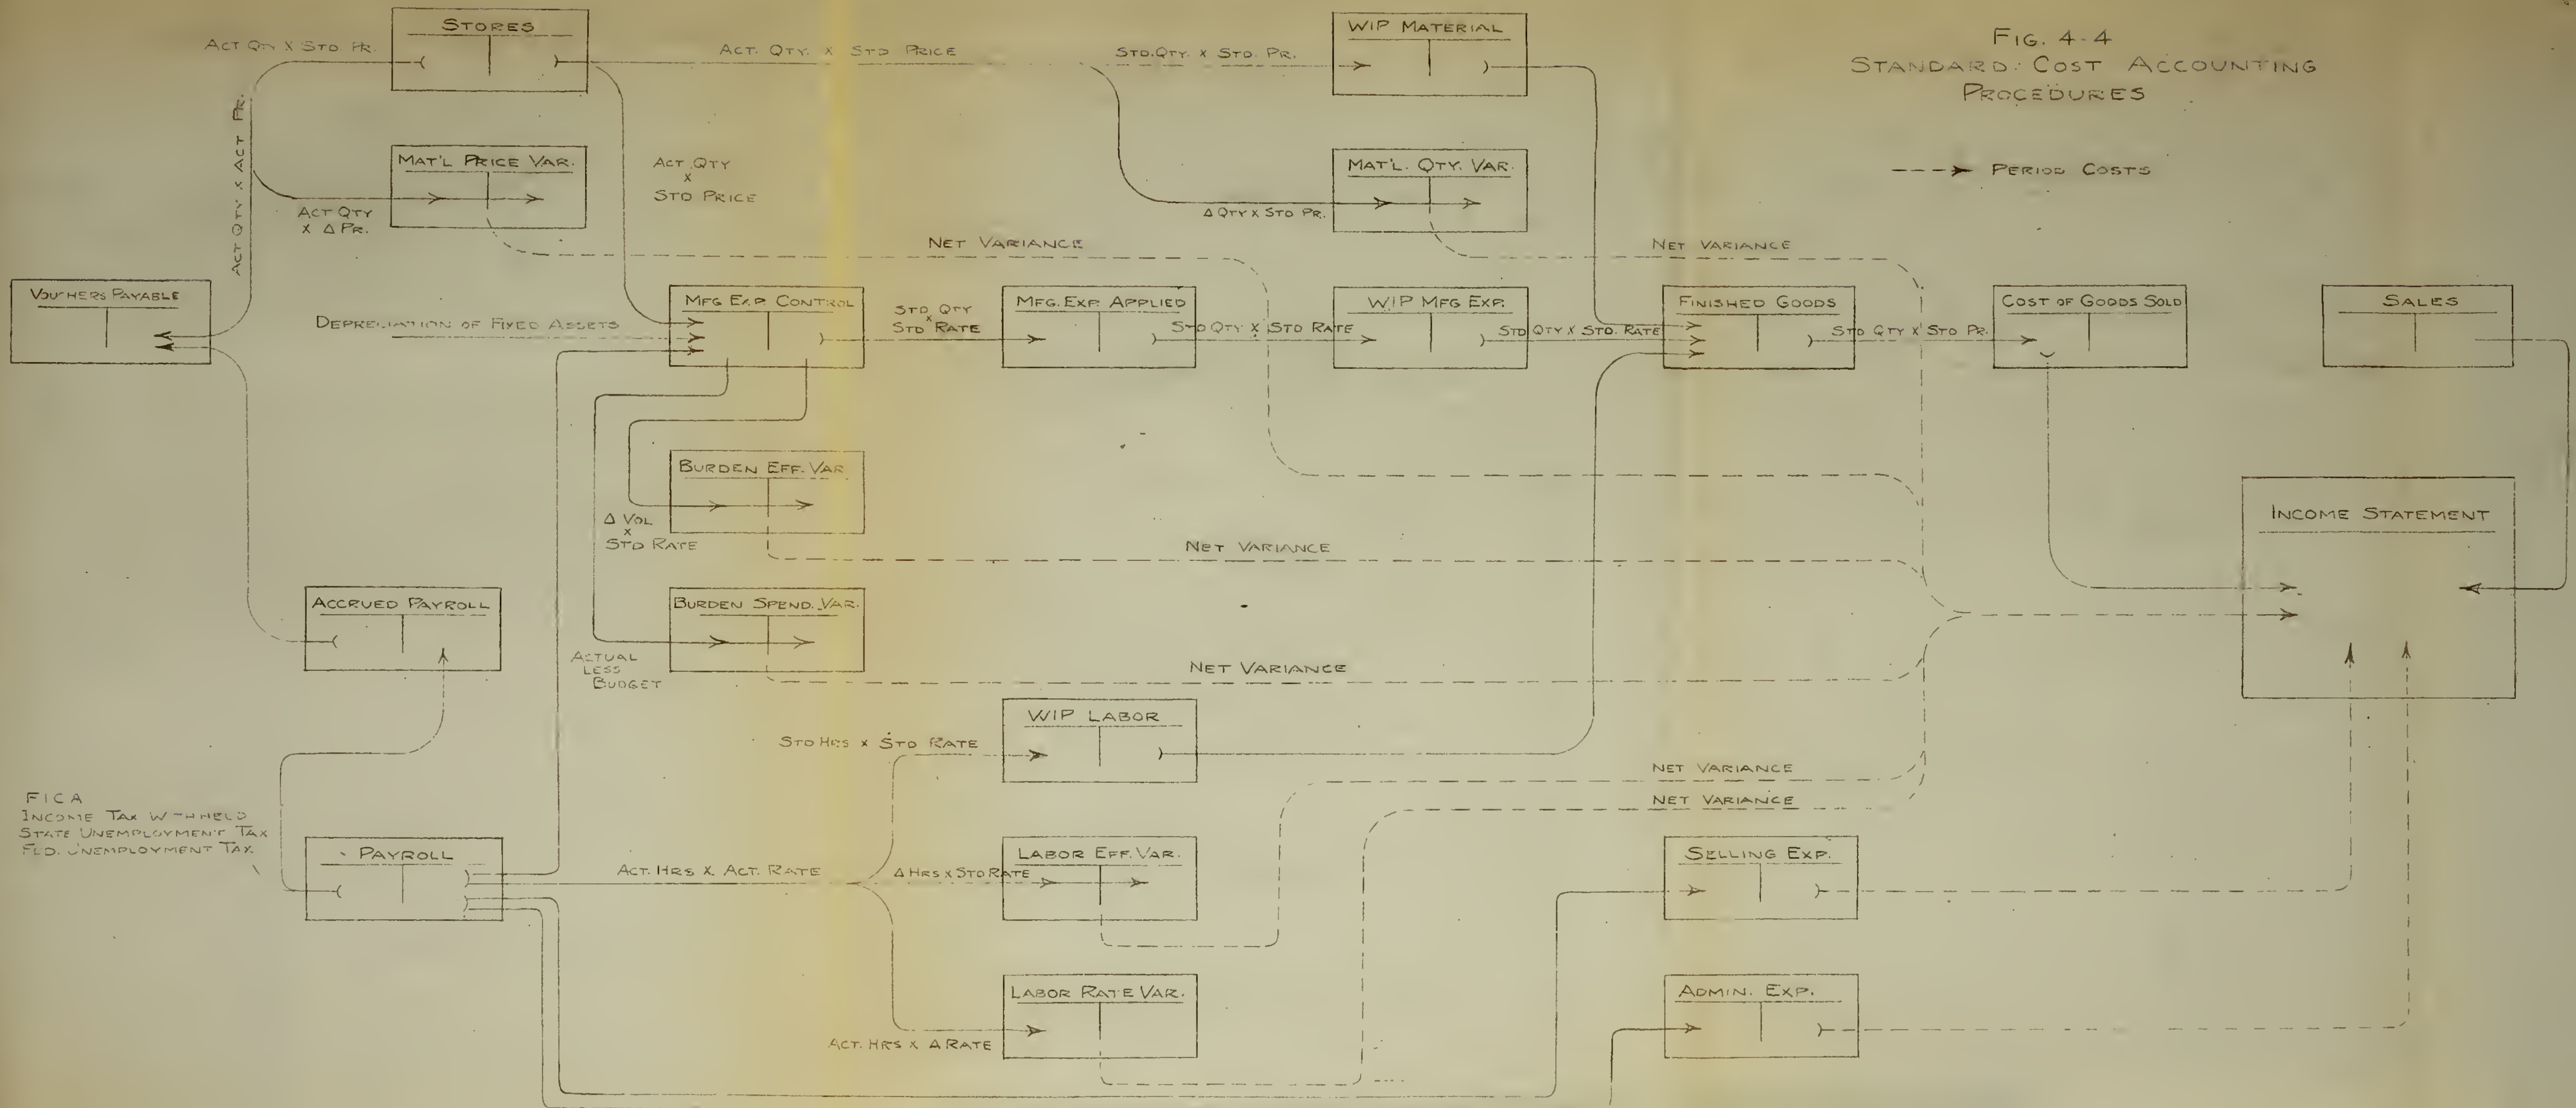 FIG. 4-4
STANDARD COST ACCOUNTING
PROCEDURES
PERIOD COSTS
STORES
ACT QTY X STD. PR.
ACT. QTY. X STD PRICE
STD. QTY. X STD. PR.
WIP MATERIAL
ACT QTY X ACT PR.
MAT'L PRICE VAR.
ACT QTY
X Δ PR.
ACT QTY
X
STD PRICE
MAT'L. QTY. VAR.
Δ QTY X STD PR.
NET VARIANCE
NET VARIANCE
VOUCHERS PAYABLE
DEPRECIATION OF FIXED ASSETS
MFG EXP. CONTROL
STD QTY
X
STD RATE
MFG. EXP. APPLIED
STD QTY X STD RATE
WIP MFG EXP.
STD QTY X STD. RATE
FINISHED GOODS
STD QTY X STD PR.
COST OF GOODS SOLD
SALES
BURDEN EFF. VAR
Δ VOL
X
STD RATE
NET VARIANCE
INCOME STATEMENT
ACCRUED PAYROLL
BURDEN SPEND. VAR.
ACTUAL
LESS
BUDGET
NET VARIANCE
WIP LABOR
STD HRS X STD RATE
NET VARIANCE
NET VARIANCE
FICA
INCOME TAX WITHHELD
STATE UNEMPLOYMENT TAX
FED. UNEMPLOYMENT TAX
PAYROLL
ACT. HRS X ACT. RATE
Δ HRS X STD RATE
LABOR EFF. VAR.
SELLING EXP.
LABOR RATE VAR.
ACT. HRS X Δ RATE
ADMIN. EXP.